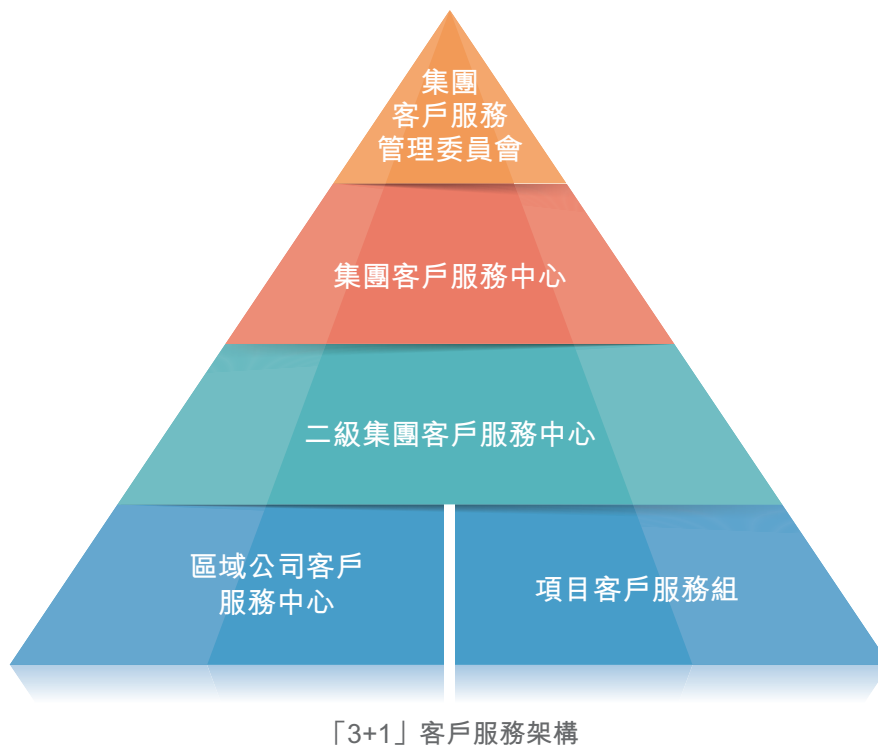 集團
客戶服務
管理委員會
集團客戶服務中心
二級集團客戶服務中心
區域公司客戶
服務中心
項目客戶服務組
「3+1」客戶服務架構